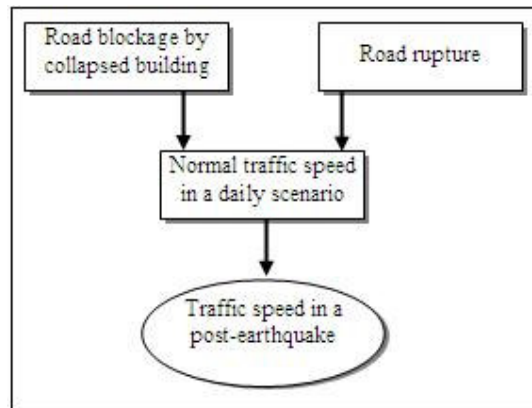 Road blockage by
collapsed building
Road rupture
Normal traffic speed
in a daily scenario
Traffic speed in a
post-earthquake